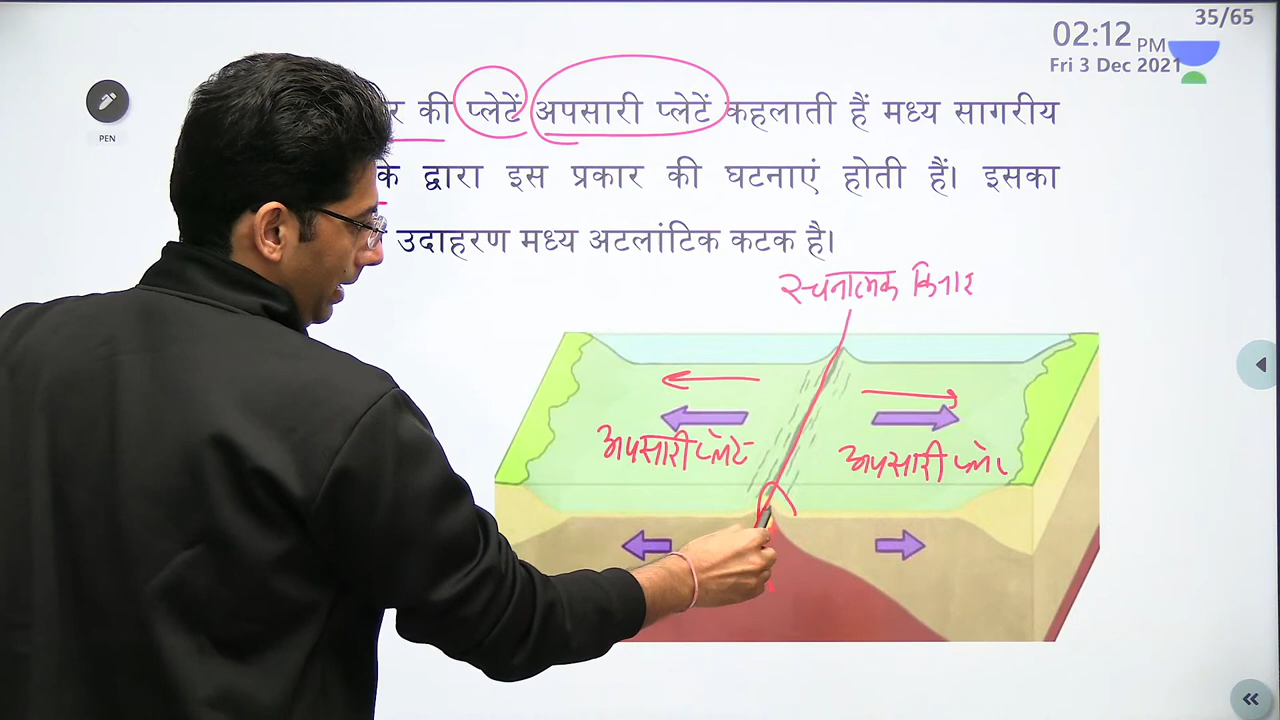 35/65
02:12 PM
Fri 3 Dec 2021
PEN
की प्लेटें अपसारी प्लेटें कहलाती हैं मध्य सागरीय
के द्वारा इस प्रकार की घटनाएं होती हैं। इसका
उदाहरण मध्य अटलांटिक कटक है।
रचनात्मक किनारा
अपसारी प्लेट अपसारी प्ले